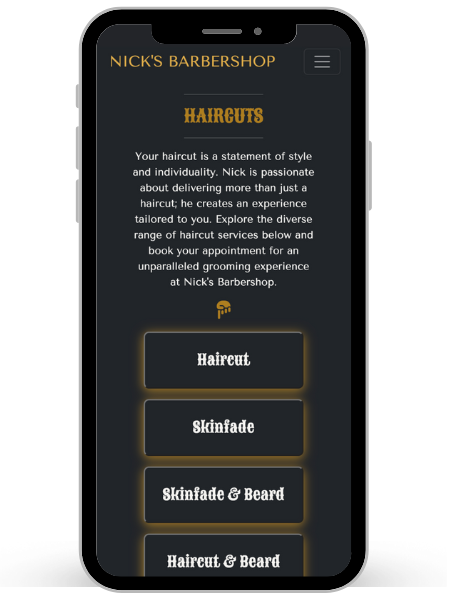 NICK'S BARBERSHOP
HAIRCUTS
Your haircut is a statement of style
and individuality. Nick is passionate
about delivering more than just a
haircut; he creates an experience
tailored to you. Explore the diverse
range of haircut services below and
book your appointment for an
unparalleled grooming experience
at Nick's Barbershop.
Haircut
Skinfade
Skinfade & Beard
Haircut & Beard